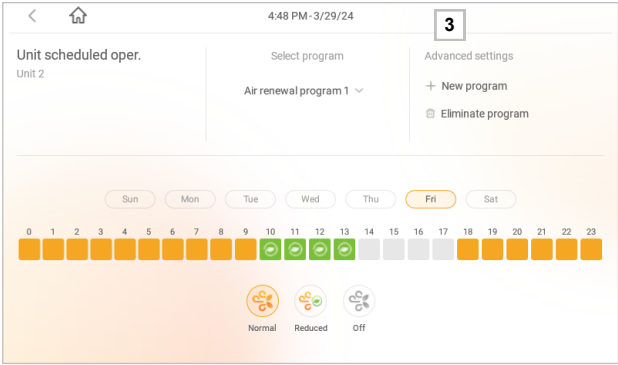 4:48 PM-3/29/24
3
Unit scheduled oper.
Unit 2
Select program
Air renewal program 1
Advanced settings
New program
Eliminate program
Sun Mon Tue Wed Thu Fri Sat
0 1 2 3 4 5 6 7 8 9 10 11 12 13 14 15 16 17 18 19 20 21 22 23
Normal Reduced Off